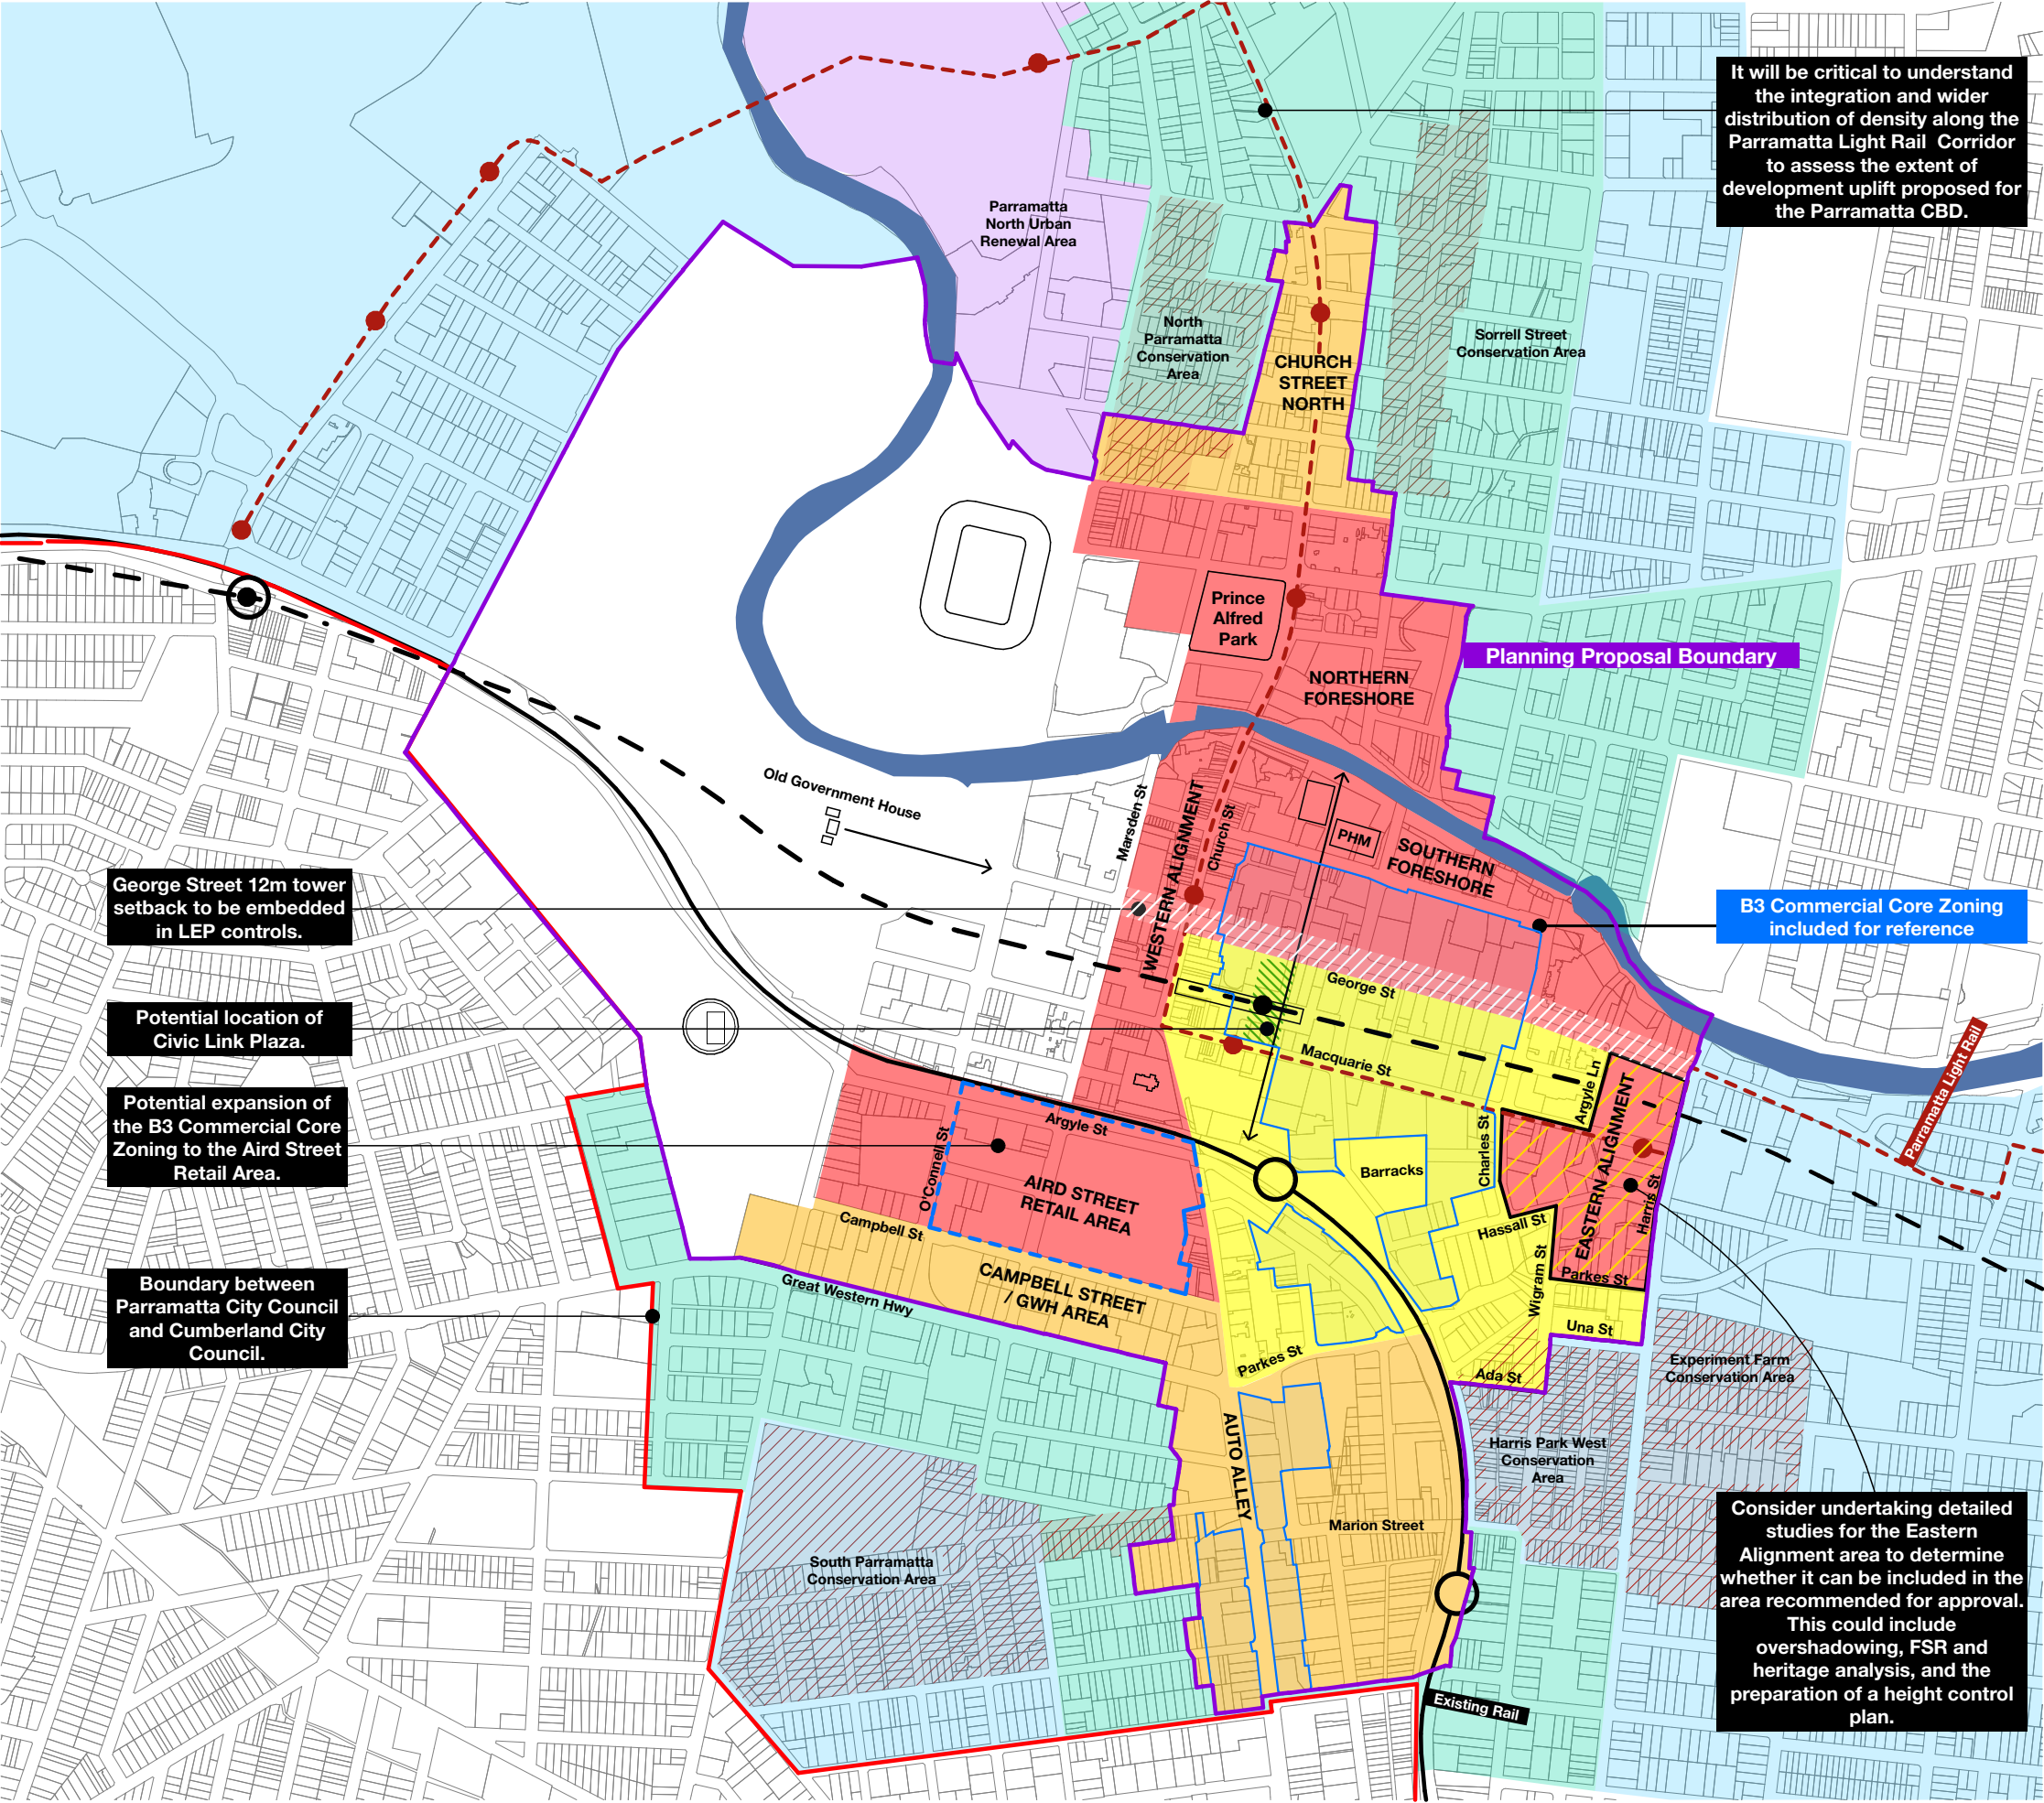 It will be critical to understand
the integration and wider
distribution of density along the
Parramatta Light Rail Corridor
to assess the extent of
development uplift proposed for
the Parramatta CBD.
Parramatta
North Urban
Renewal Area
North
Parramatta
Conservation
Area
CHURCH
STREET
NORTH
Sorrell Street
Conservation Area
Prince
Alfred
Park
Planning Proposal Boundary
NORTHERN
FORESHORE
Old Government House
Marsden St
WESTERN ALIGNMENT
Church St
PHM
SOUTHERN
FORESHORE
George Street 12m tower
setback to be embedded
in LEP controls.
B3 Commercial Core Zoning
included for reference
George St
Potential location of
Civic Link Plaza.
Macquarie St
Argyle Ln
EASTERN ALIGNMENT
Parramatta Light Rail
Potential expansion of
the B3 Commercial Core
Zoning to the Aird Street
Retail Area.
Argyle St
O'Connell St
Charles St
Barracks
AIRD STREET
RETAIL AREA
Harris St
Campbell St
Hassall St
Wigram St
Parkes St
Boundary between
Parramatta City Council
and Cumberland City
Council.
Great Western Hwy
CAMPBELL STREET
/ GWH AREA
Una St
Parkes St
Ada St
Experiment Farm
Conservation Area
AUTO ALLEY
Harris Park West
Conservation
Area
Marion Street
South Parramatta
Conservation Area
Consider undertaking detailed
studies for the Eastern
Alignment area to determine
whether it can be included in the
area recommended for approval.
This could include
overshadowing, FSR and
heritage analysis, and the
preparation of a height control
plan.
Existing Rail